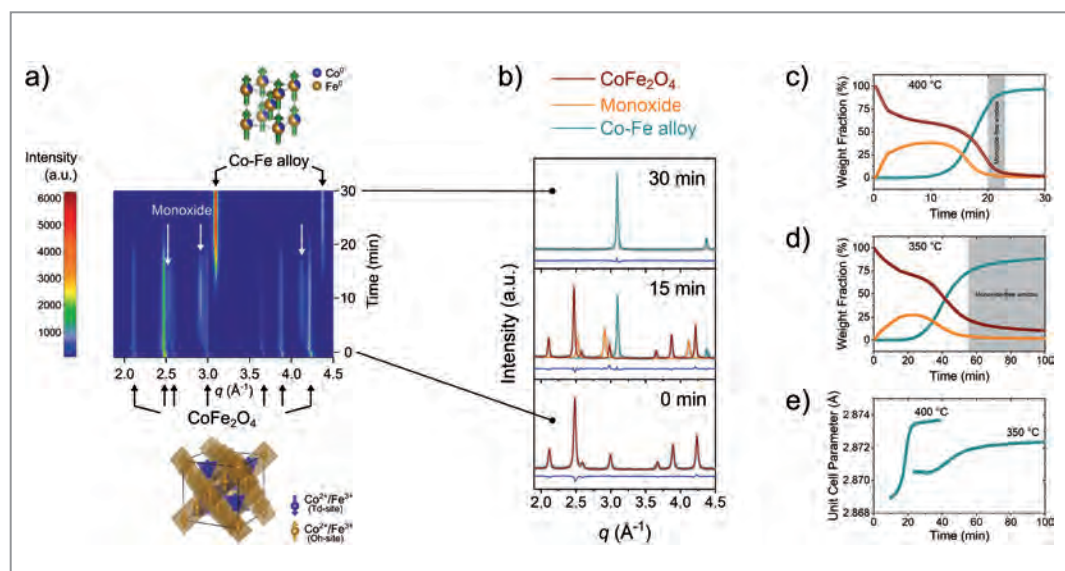 a)
Co⁰
Fe⁰
Co-Fe alloy
Intensity
(a.u.)
6000
5000
4000
3000
2000
1000
Monoxide
30
20
10
0
Time (min)
2.0 2.5 3.0 3.5 4.0 4.5
q (Å⁻¹)
CoFe₂O₄
Co²⁺/Fe³⁺
(Td-site)
Co²⁺/Fe³⁺
(Oh-site)
b)
CoFe₂O₄
Monoxide
Co-Fe alloy
30 min
15 min
0 min
Intensity (a.u.)
2.0 2.5 3.0 3.5 4.0 4.5
q (Å⁻¹)
c)
400 °C
Weight Fraction (%)
100
75
50
25
0
Monoxide-free window
0 10 20 30
Time (min)
d)
350 °C
Weight Fraction (%)
100
75
50
25
0
Monoxide-free window
0 20 40 60 80 100
Time (min)
e)
Unit Cell Parameter (Å)
2.874
2.872
2.870
2.868
400 °C
350 °C
0 20 40 60 80 100
Time (min)